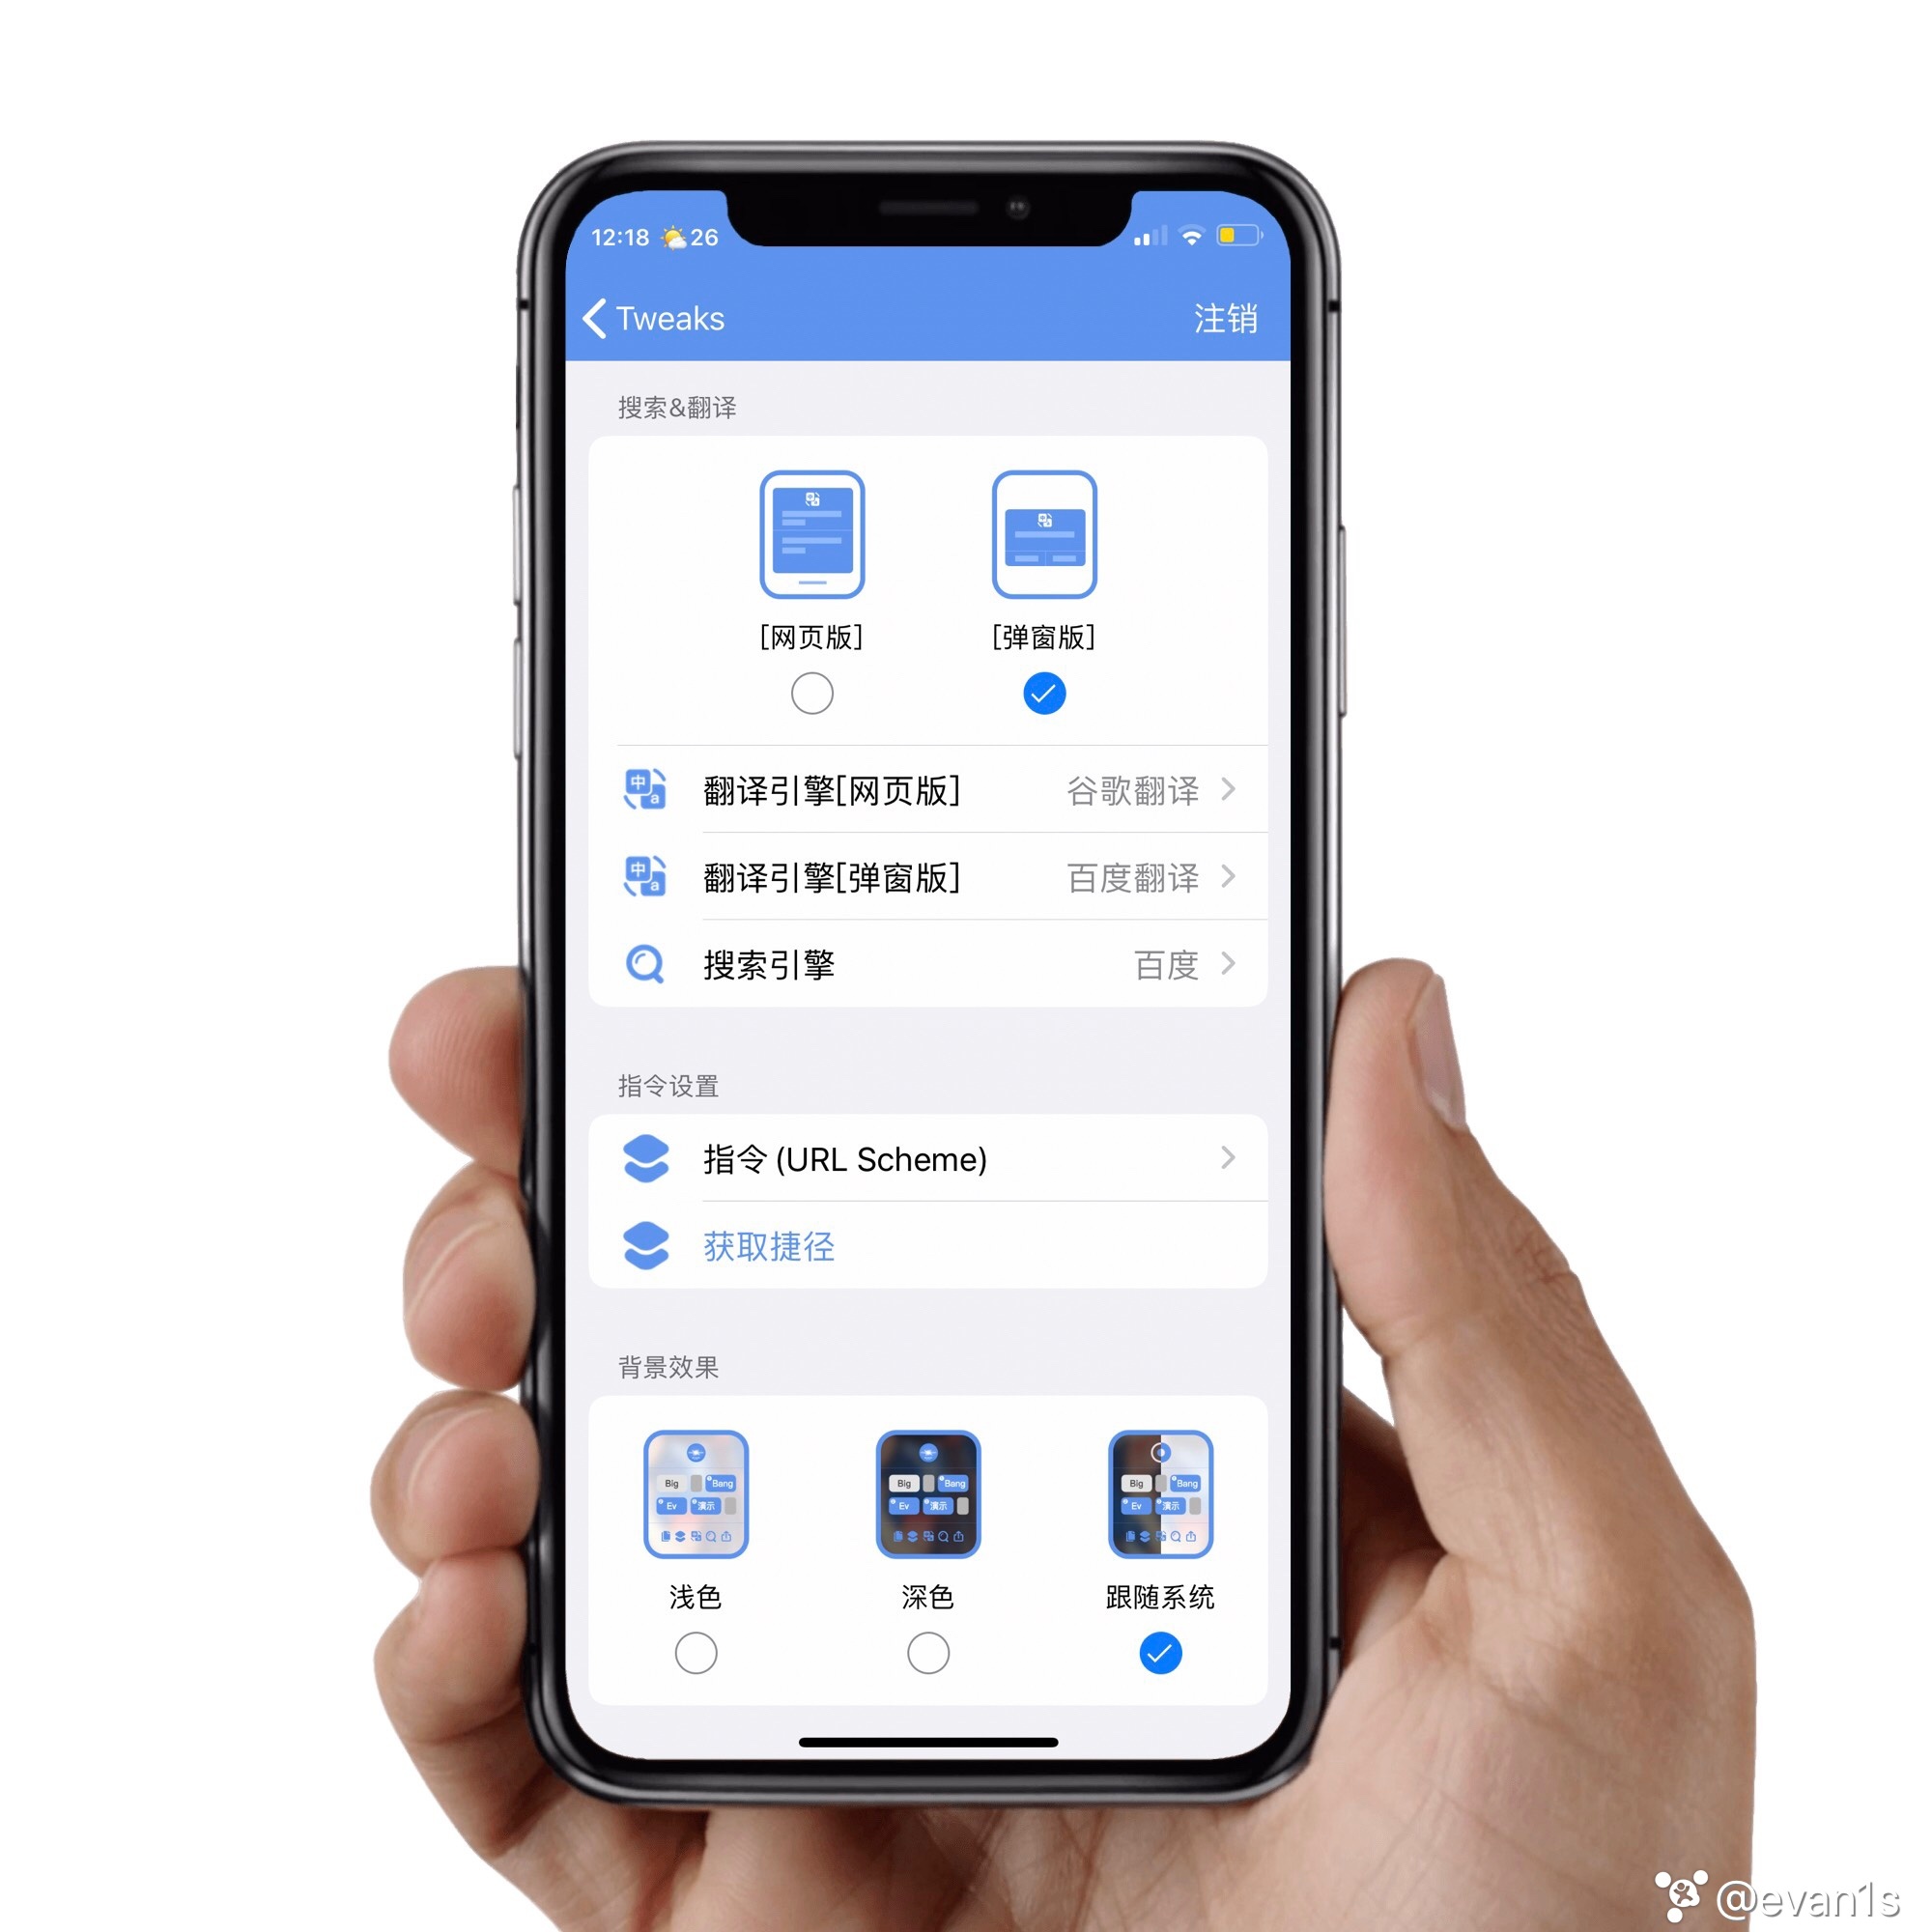 12:18 26
Tweaks 注销
搜索&翻译
[网页版] [弹窗版]
翻译引擎[网页版] 谷歌翻译
翻译引擎[弹窗版] 百度翻译
搜索引擎 百度
指令设置
指令 (URL Scheme)
获取捷径
背景效果
Big Bang Big Bang Big Bang
Ev 演示 Ev 演示 Ev 演示
浅色 深色 跟随系统
@evan1s